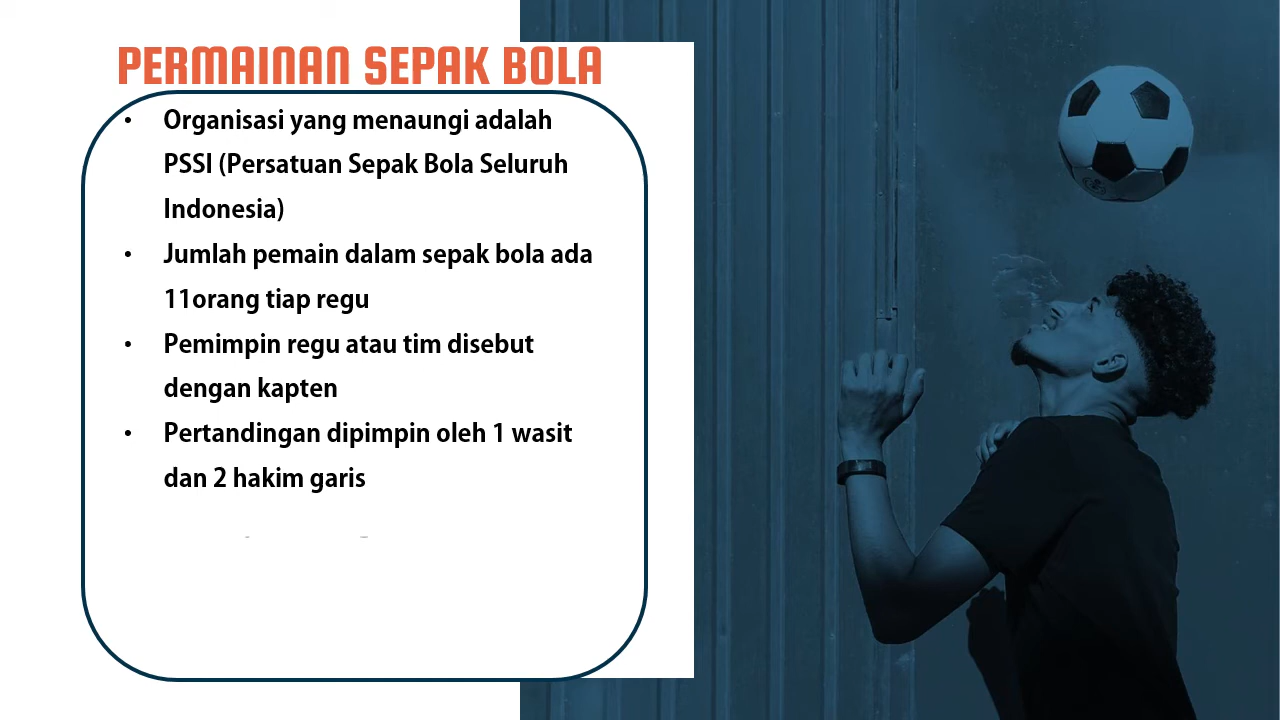 PERMAINAN SEPAK BOLA
• Organisasi yang menaungi adalah
PSSI (Persatuan Sepak Bola Seluruh
Indonesia)
• Jumlah pemain dalam sepak bola ada
11orang tiap regu
• Pemimpin regu atau tim disebut
dengan kapten
• Pertandingan dipimpin oleh 1 wasit
dan 2 hakim garis